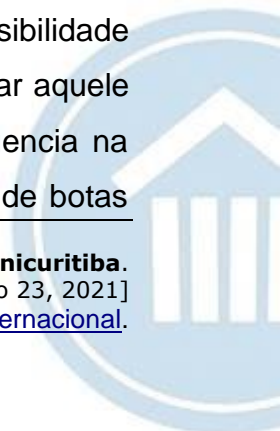 sibilidade
ar aquele
encia na
de botas
nicuritiba.
o 23, 2021]
ernacional.